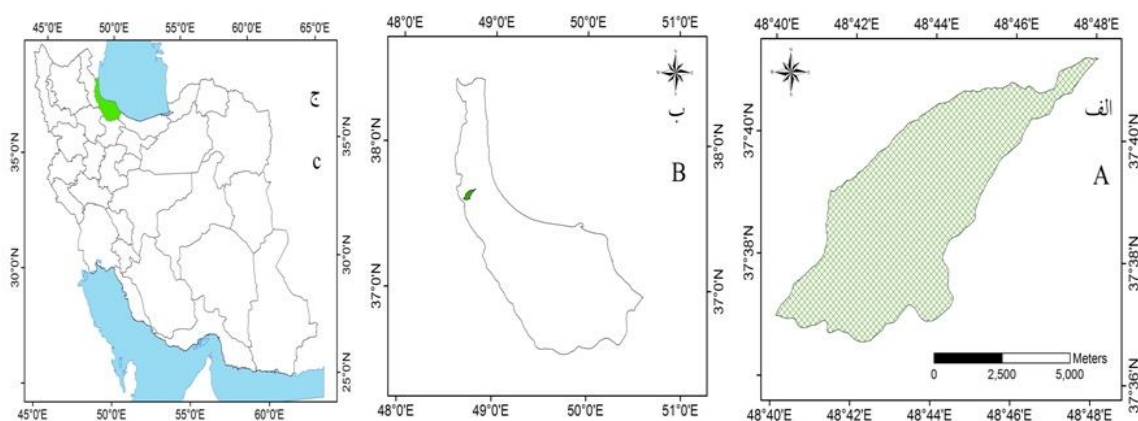 45°0'E 50°0'E 55°0'E 60°0'E 65°0'E
ج
c
35°0'N
30°0'N
35°0'N
30°0'N
25°0'N
45°0'E 50°0'E 55°0'E 60°0'E
48°0'E 49°0'E 50°0'E 51°0'E
ب
B
38°0'N
37°0'N
38°0'N
37°0'N
48°0'E 49°0'E 50°0'E 51°0'E
48°40'E 48°42'E 48°44'E 48°46'E 48°48'E
الف
A
37°40'N
37°38'N
37°40'N
37°38'N
37°36'N
Meters
0 2,500 5,000
48°40'E 48°42'E 48°44'E 48°46'E 48°48'E